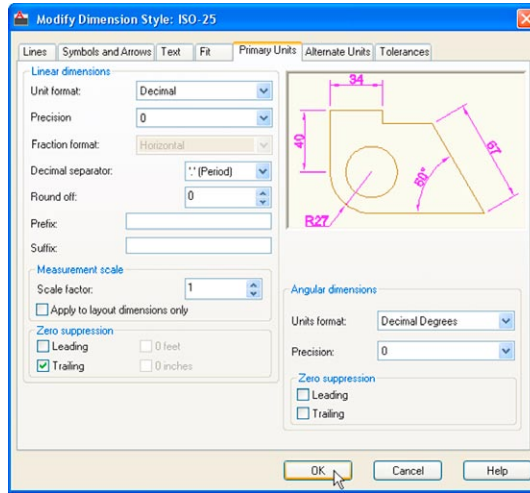 Modify Dimension Style: ISO-25
Lines Symbols and Arrows Text Fit Primary Units Alternate Units Tolerances
Linear dimensions
Unit format: Decimal
Precision 0
Fraction format: Horizontal
Decimal separator: '.' (Period)
Round off: 0
Prefix:
Suffix:
Measurement scale
Scale factor: 1
Apply to layout dimensions only
Zero suppression
Leading 0 feet
Trailing 0 inches
34
40
67
60°
R27
Angular dimensions
Units format: Decimal Degrees
Precision: 0
Zero suppression
Leading
Trailing
OK Cancel Help